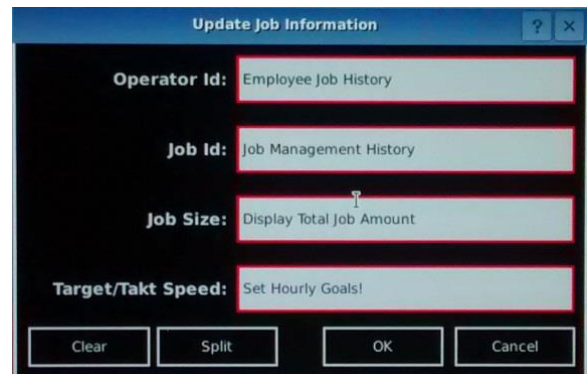 Update Job Information ? ×
Operator Id: Employee Job History
Job Id: Job Management History
Job Size: Display Total Job Amount
Target/Takt Speed: Set Hourly Goals!
Clear Split OK Cancel